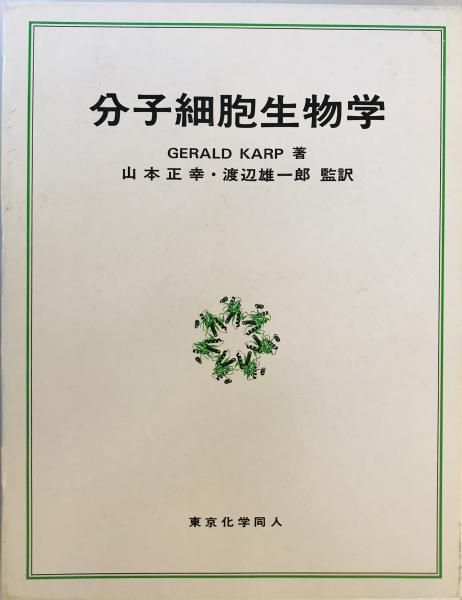 分子細胞生物学
GERALD KARP 著
山本正幸・渡辺雄一郎 監訳
東京化学同人